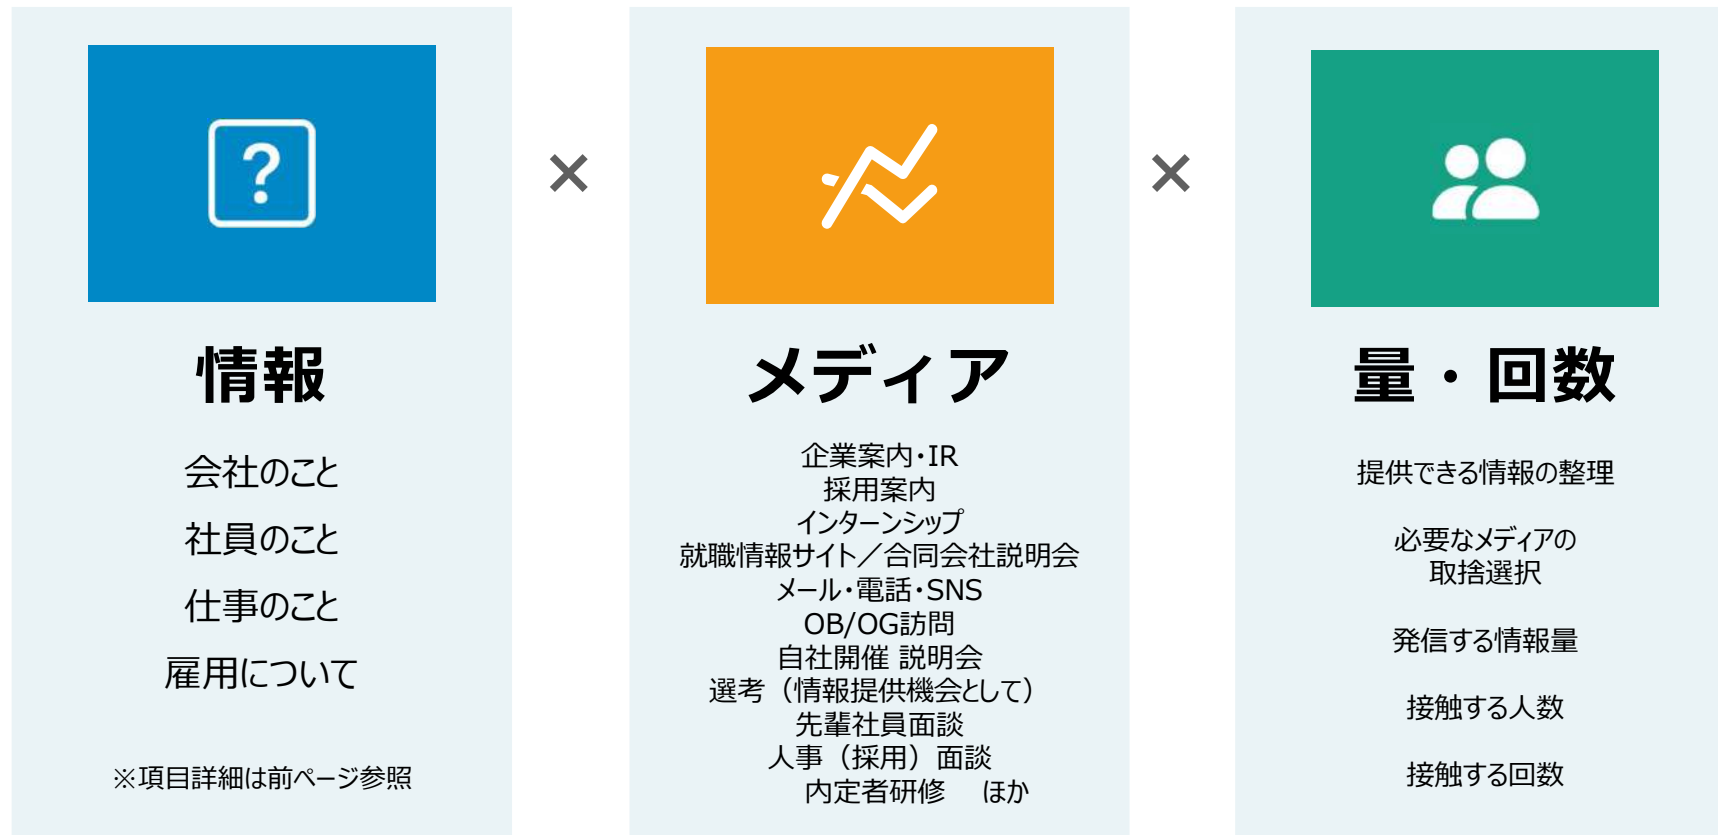 ?
×
×
情報
会社のこと
社員のこと
仕事のこと
雇用について
※項目詳細は前ページ参照
メディア
企業案内・IR
採用案内
インターンシップ
就職情報サイト／合同会社説明会
メール・電話・SNS
OB/OG訪問
自社開催 説明会
選考（情報提供機会として）
先輩社員面談
人事（採用）面談
内定者研修　ほか
量・回数
提供できる情報の整理
必要なメディアの
取捨選択
発信する情報量
接触する人数
接触する回数